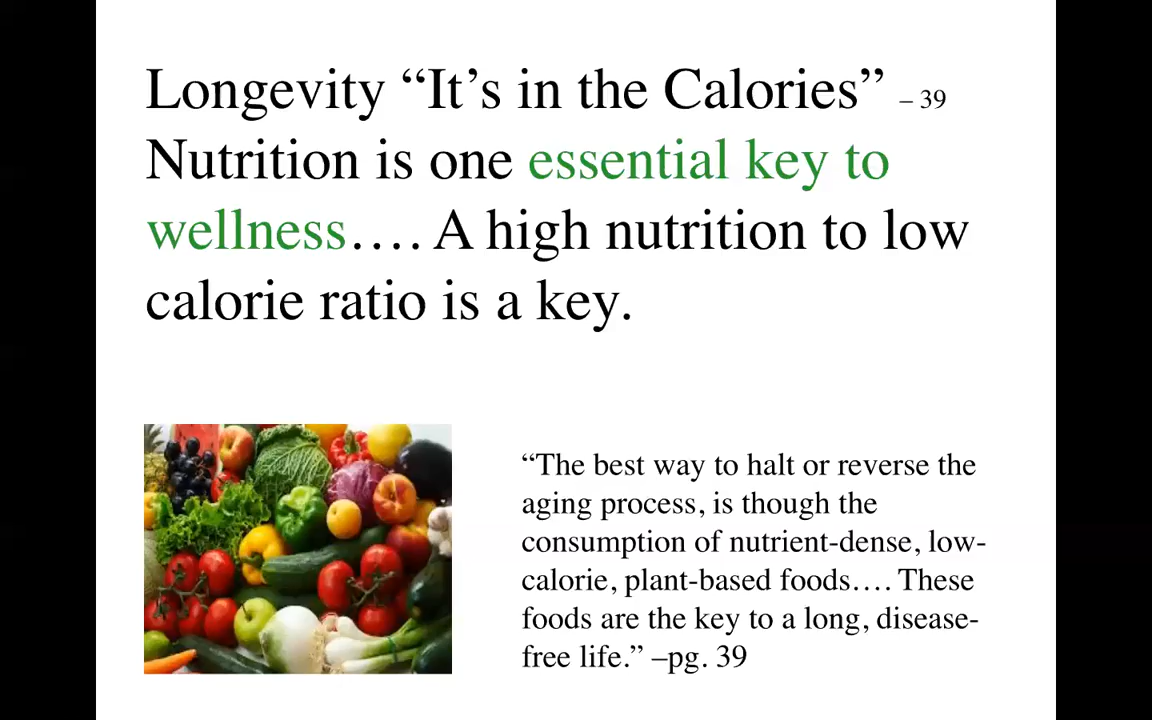 Longevity “It’s in the Calories” – 39
Nutrition is one essential key to
wellness…. A high nutrition to low
calorie ratio is a key.
“The best way to halt or reverse the
aging process, is though the
consumption of nutrient-dense, low-
calorie, plant-based foods…. These
foods are the key to a long, disease-
free life.” –pg. 39